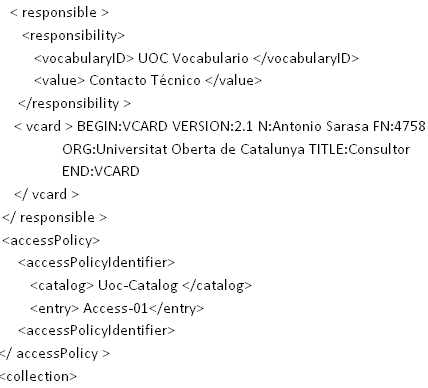 < responsible >
<responsibility>
<vocabularyID> UOC Vocabulario </vocabularyID>
<value> Contacto Técnico </value>
</responsibility >
< vcard > BEGIN:VCARD VERSION:2.1 N:Antonio Sarasa FN:4758
ORG:Universitat Oberta de Catalunya TITLE:Consultor
END:VCARD
</ vcard >
</ responsible >
<accessPolicy>
<accessPolicyIdentifier>
<catalog> Uoc-Catalog </catalog>
<entry> Access-01</entry>
<accessPolicyIdentifier>
</ accessPolicy >
<collection>